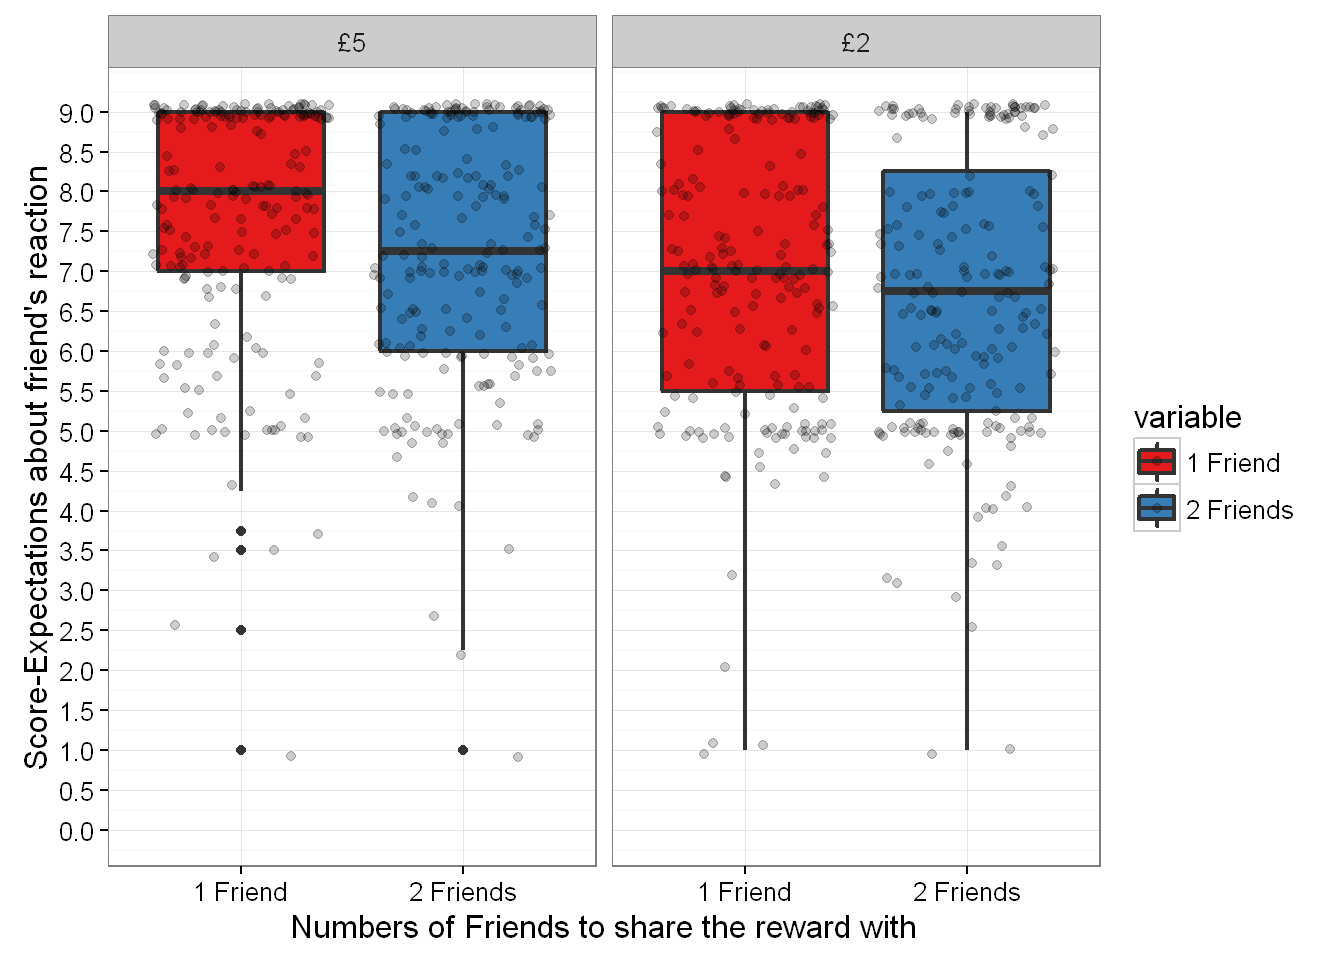 £5
£2
Score-Expectations about friend's reaction
9.0
8.5
8.0
7.5
7.0
6.5
6.0
5.5
5.0
4.5
4.0
3.5
3.0
2.5
2.0
1.5
1.0
0.5
0.0
1 Friend
2 Friends
1 Friend
2 Friends
Numbers of Friends to share the reward with
variable
1 Friend
2 Friends